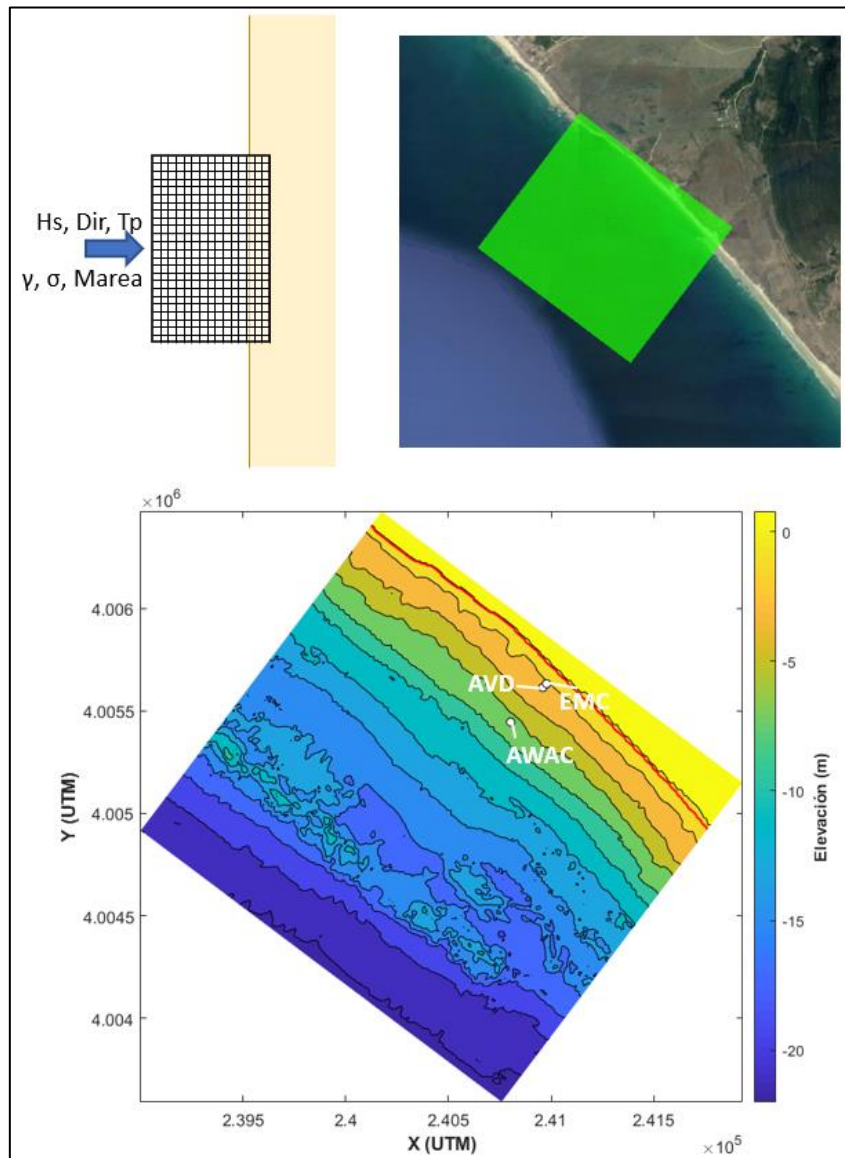 Hs, Dir, Tp
γ, σ, Marea
×10⁶
4.006
4.0055
4.005
4.0045
4.004
Y (UTM)
2.395
2.4
2.405
2.41
2.415
X (UTM)
×10⁵
AVD
EMC
AWAC
0
-5
-10
-15
-20
Elevación (m)